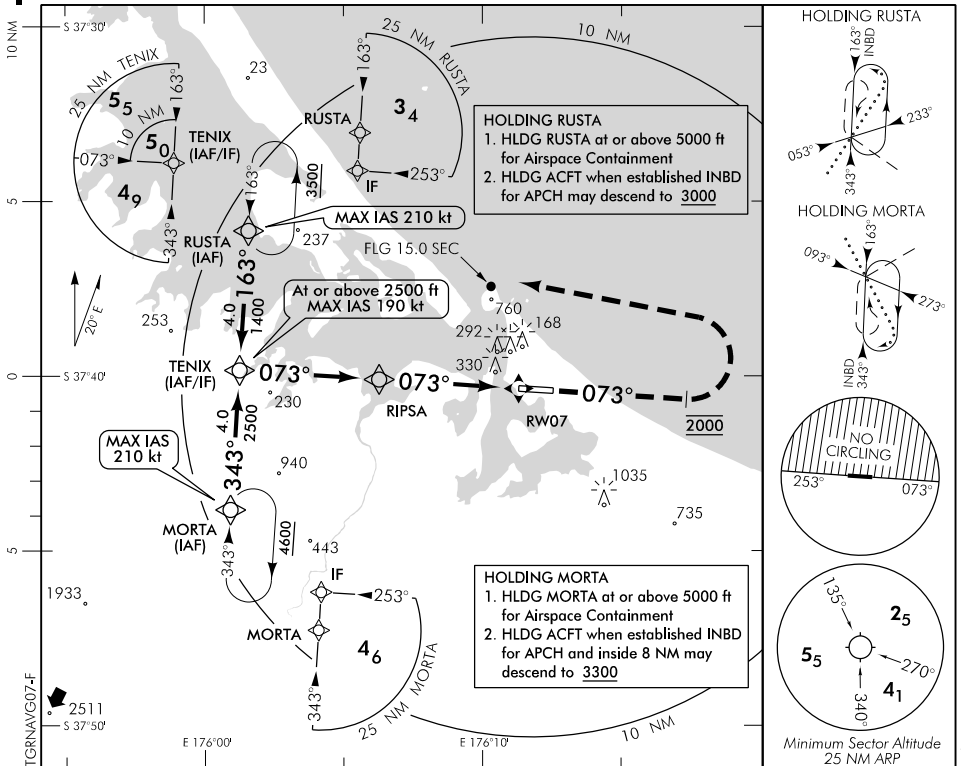 10 NM
S 37°30'
25 NM TENIX
5₅
10 NM
5₀
073°
4₉
163°
343°
TENIX
(IAF/IF)
23
25 NM RUSTA
163°
RUSTA
3₄
IF
253°
10 NM
HOLDING RUSTA
1. HLDG RUSTA at or above 5000 ft
for Airspace Containment
2. HLDG ACFT when established INBD
for APCH may descend to 3000
5
163°
3500
RUSTA
(IAF)
MAX IAS 210 kt
237
FLG 15.0 SEC
163°
4.0
1400
At or above 2500 ft
MAX IAS 190 kt
20° E
253
760
292
168
330
0
S 37°40'
TENIX
(IAF/IF)
073°
RIPSA
073°
RW07
073°
2000
230
4.0
2500
343°
MAX IAS
210 kt
940
1035
735
MORTA
(IAF)
343°
4600
443
5
1933
IF
253°
MORTA
4₆
343°
25 NM MORTA
10 NM
HOLDING MORTA
1. HLDG MORTA at or above 5000 ft
for Airspace Containment
2. HLDG ACFT when established INBD
for APCH and inside 8 NM may
descend to 3300
2511
TGRNAVG07-F
S 37°50'
E 176°00'
E 176°10'
HOLDING RUSTA
163°
INBD
233°
053°
343°
HOLDING MORTA
163°
093°
273°
INBD
343°
NO
CIRCLING
253°
073°
135°
2₅
5₅
270°
4₁
340°
Minimum Sector Altitude
25 NM ARP